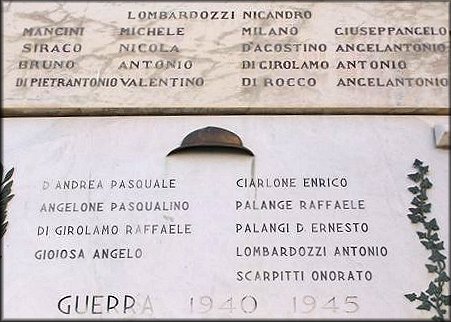 LOMBARDOZZI NICANDRO
MANCINI MICHELE MILANO GIUSEPPANGELO
SIRACO NICOLA D'AGOSTINO ANGELANTONIO
BRUNO ANTONIO DI GIROLAMO ANTONIO
DI PIETRANTONIO VALENTINO DI ROCCO ANGELANTONIO
D'ANDREA PASQUALE CIARLONE ENRICO
ANGELONE PASQUALINO PALANGE RAFFAELE
DI GIROLAMO RAFFAELE PALANGI D. ERNESTO
GIOIOSA ANGELO LOMBARDOZZI ANTONIO
SCARPITTI ONORATO
GUERRA 1940 1945